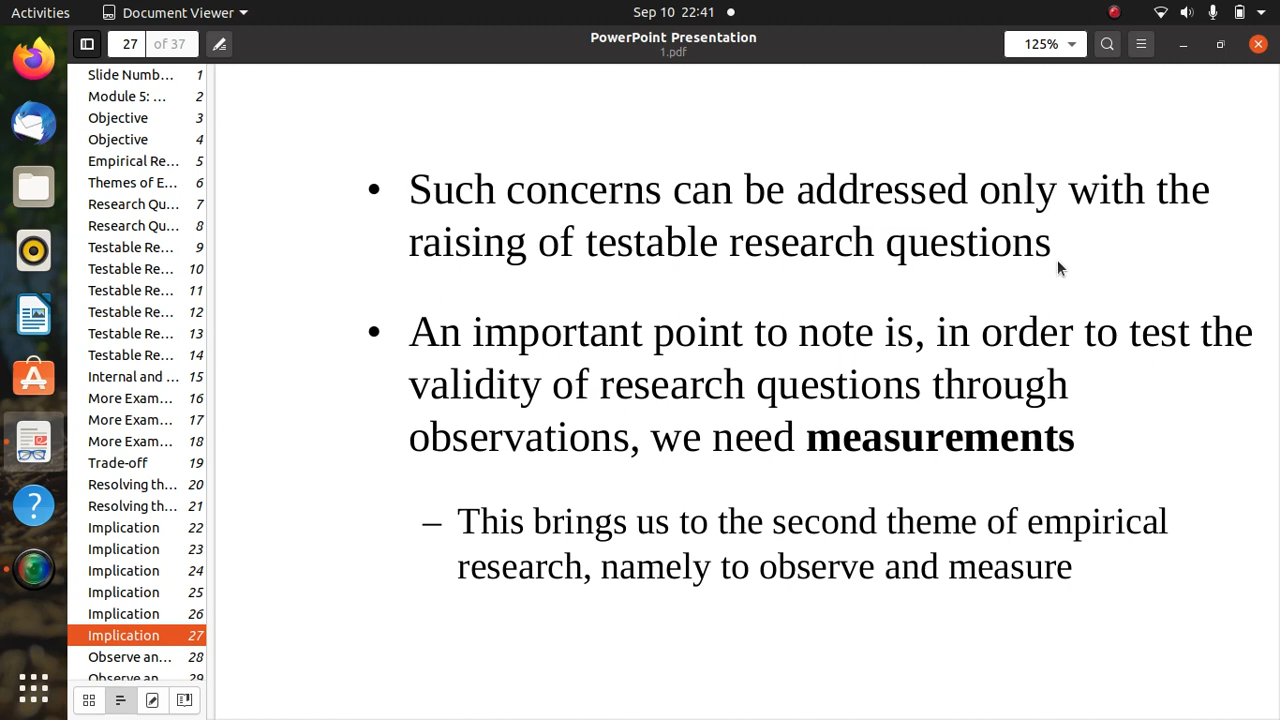 Activities
Document Viewer
Sep 10 22:41
27 of 37
PowerPoint Presentation
1.pdf
125%
Slide Numb... 1
Module 5: ... 2
Objective 3
Objective 4
Empirical Re... 5
Themes of E... 6
Research Qu... 7
Research Qu... 8
Testable Re... 9
Testable Re... 10
Testable Re... 11
Testable Re... 12
Testable Re... 13
Testable Re... 14
Internal and ... 15
More Exam... 16
More Exam... 17
More Exam... 18
Trade-off 19
Resolving th... 20
Resolving th... 21
Implication 22
Implication 23
Implication 24
Implication 25
Implication 26
Implication 27
Observe an... 28
Observe an... 29
• Such concerns can be addressed only with the
raising of testable research questions
• An important point to note is, in order to test the
validity of research questions through
observations, we need measurements
– This brings us to the second theme of empirical
research, namely to observe and measure